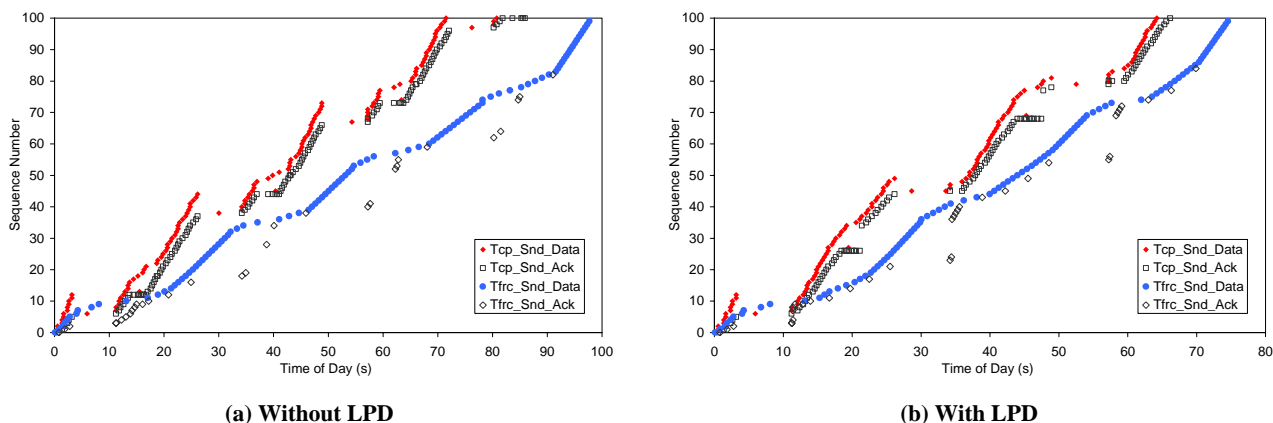 100
90
80
70
60
50
40
30
20
10
0
Sequence Number
0 10 20 30 40 50 60 70 80 90 100
Time of Day (s)
Tcp_Snd_Data
Tcp_Snd_Ack
Tfrc_Snd_Data
Tfrc_Snd_Ack
(a) Without LPD
100
90
80
70
60
50
40
30
20
10
0
Sequence Number
0 10 20 30 40 50 60 70 80
Time of Day (s)
Tcp_Snd_Data
Tcp_Snd_Ack
Tfrc_Snd_Data
Tfrc_Snd_Ack
(b) With LPD